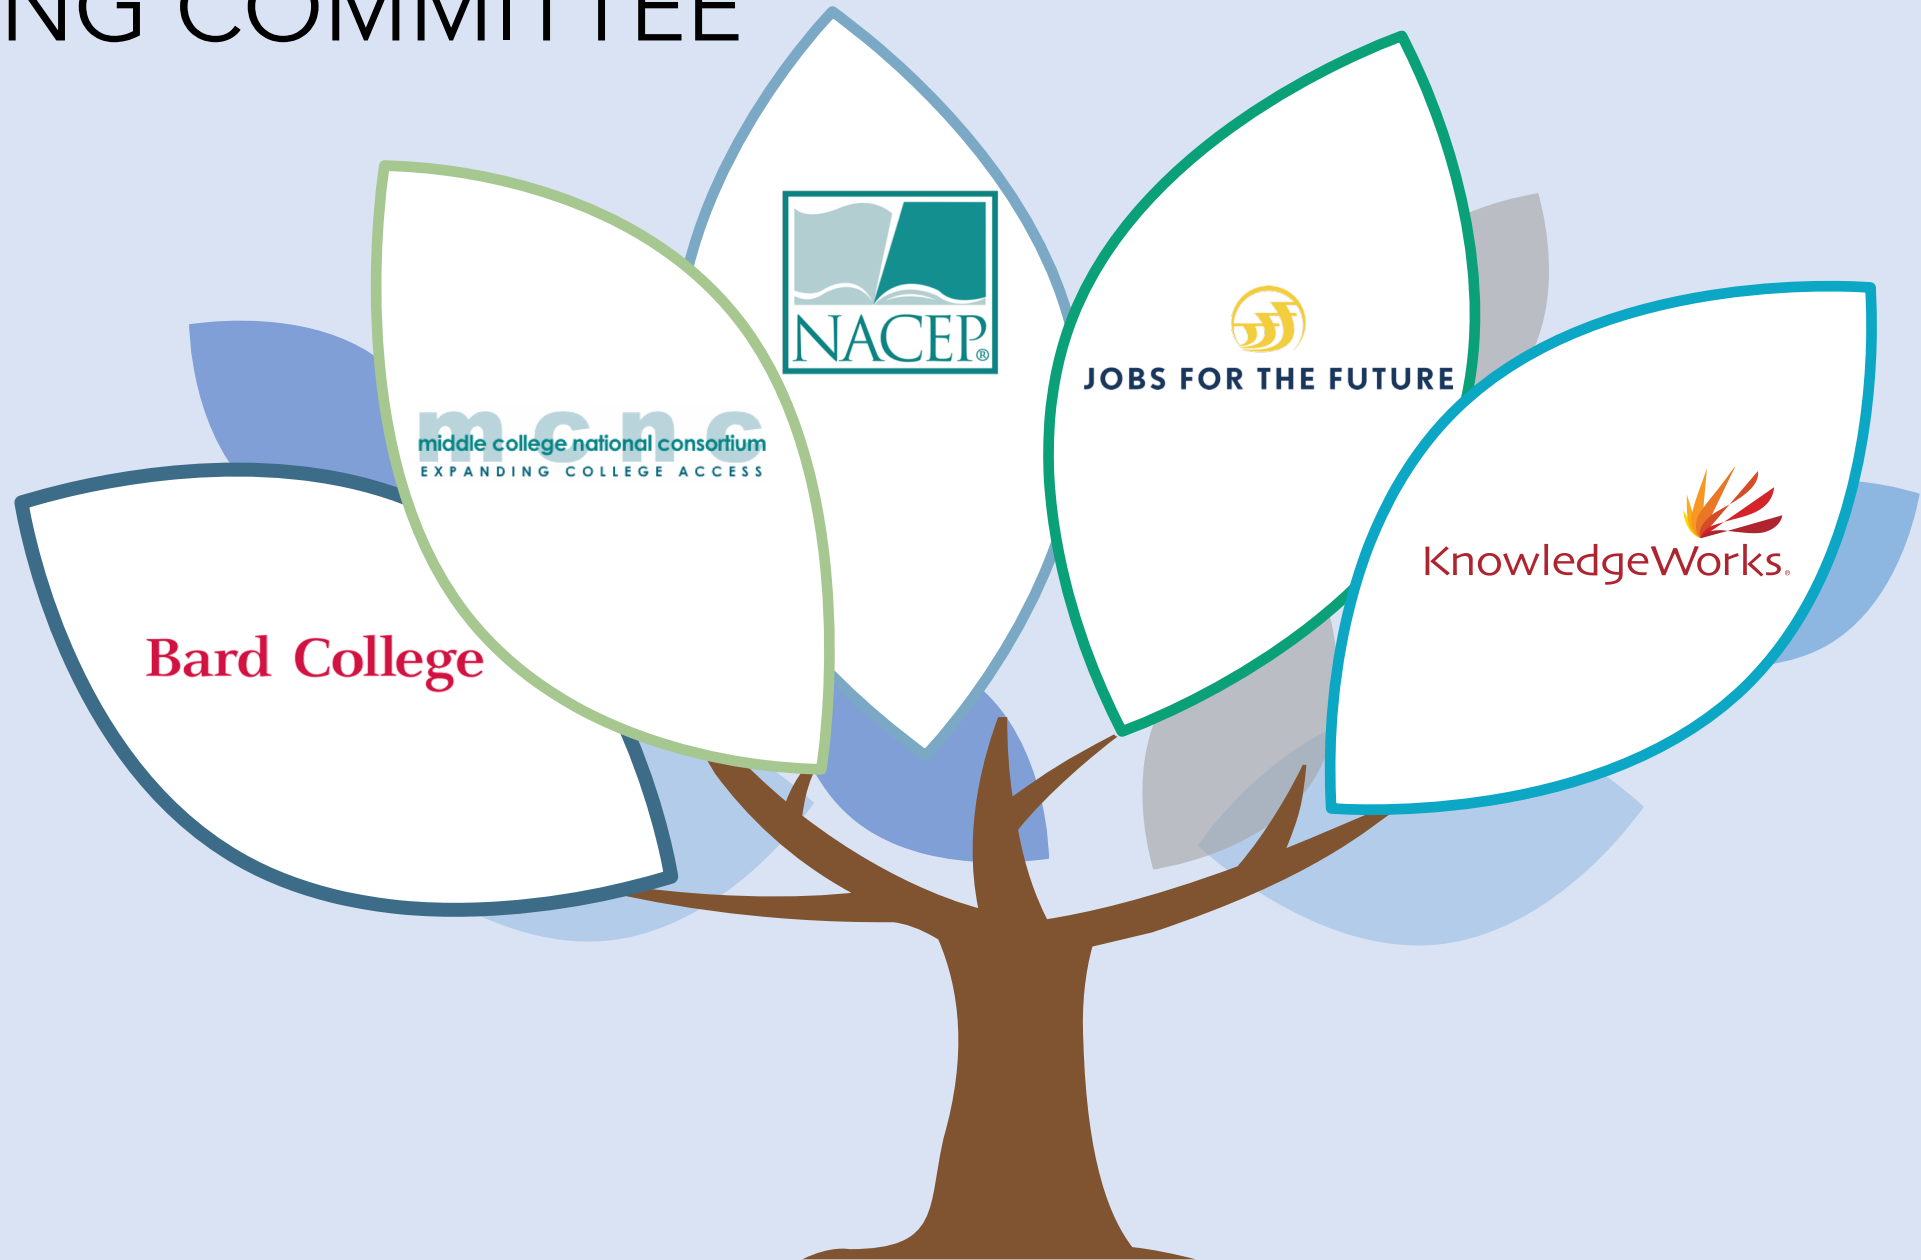 NG COMMITTEE
NACEP®
JOBS FOR THE FUTURE
mcnc
middle college national consortium
EXPANDING COLLEGE ACCESS
KnowledgeWorks®
Bard College